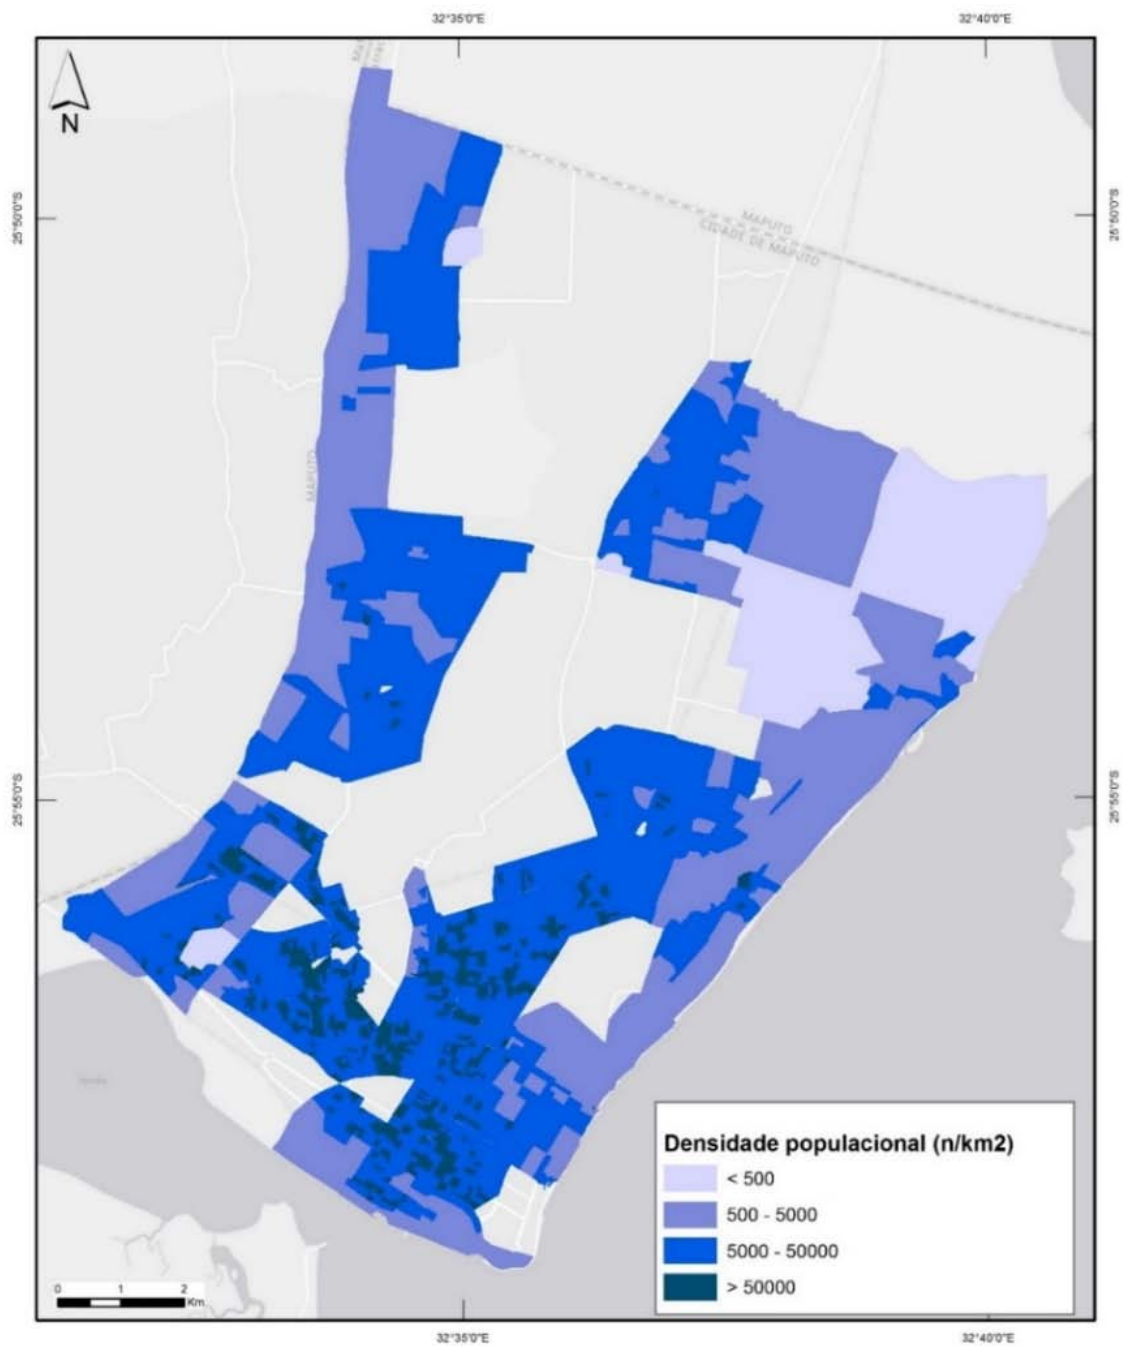 32°35'0"E
32°40'0"E
N
25°50'0"S
25°50'0"S
MAPUTO
CIDADE DE MAPUTO
MAPUTO
25°55'0"S
25°55'0"S
Densidade populacional (n/km2)
< 500
500 - 5000
5000 - 50000
> 50000
0 1 2
Km
32°35'0"E
32°40'0"E